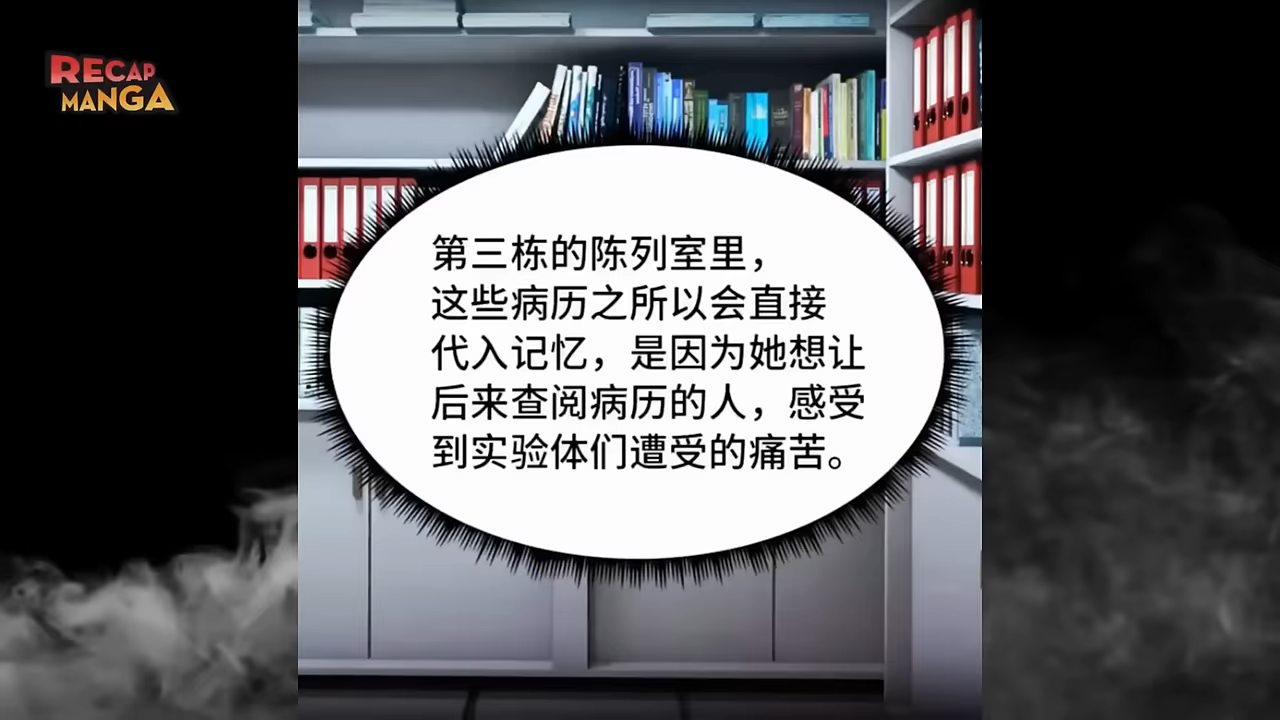 RECAP
MANGA
第三栋的陈列室里，
这些病历之所以会直接
代入记忆，是因为她想让
后来查阅病历的人，感受
到实验体们遭受的痛苦。